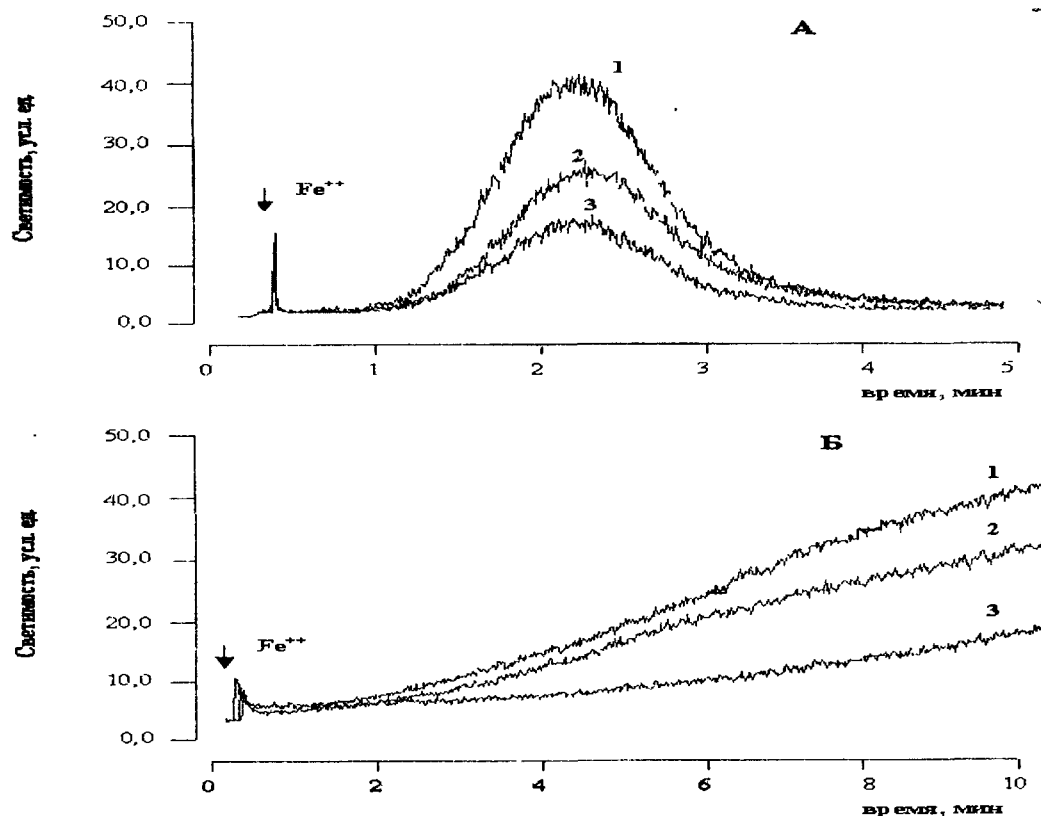 А
50,0
40,0
30,0
20,0
10,0
0,0
Светимость, усл. ед.
Fe++
1
2
3
0 1 2 3 4 5
время, мин
Б
50,0
40,0
30,0
20,0
10,0
0,0
Светимость, усл. ед.
Fe++
1
2
3
0 2 4 6 8 10
время, мин